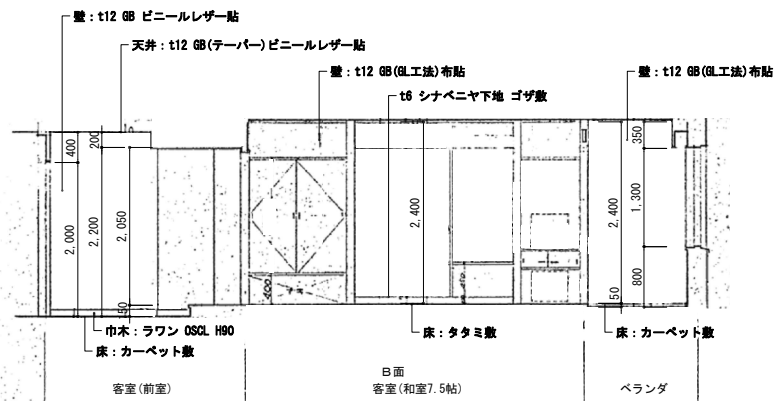 壁：t12 GB ビニールレザー貼
天井：t12 GB(テーパー)ビニールレザー貼
壁：t12 GB(GL工法)布貼
壁：t12 GB(GL工法)布貼
t6 シナベニヤ下地 ゴザ敷
400
200
2,000
2,200
2,050
50
2,400
400
2,400
350
1,300
800
50
巾木：ラワン OSCL H90
床：カーペット敷
床：タタミ敷
床：カーペット敷
B面
客室(前室)
客室(和室7.5帖)
ベランダ